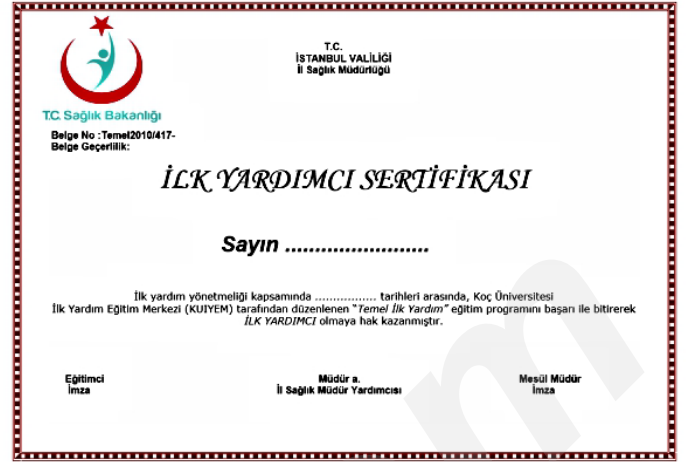 T.C.
İSTANBUL VALİLİĞİ
İl Sağlık Müdürlüğü
T.C. Sağlık Bakanlığı
Belge No :Temel2010/417-
Belge Geçerlilik:
İLK YARDIMCI SERTİFİKASI
Sayın ........................
İlk yardım yönetmeliği kapsamında ................. tarihleri arasında, Koç Üniversitesi
İlk Yardım Eğitim Merkezi (KUIYEM) tarafından düzenlenen "Temel İlk Yardım" eğitim programını başarı ile bitirerek
İLK YARDIMCI olmaya hak kazanmıştır.
Eğitimci Müdür a. Mesül Müdür
İmza İl Sağlık Müdür Yardımcısı İmza
m